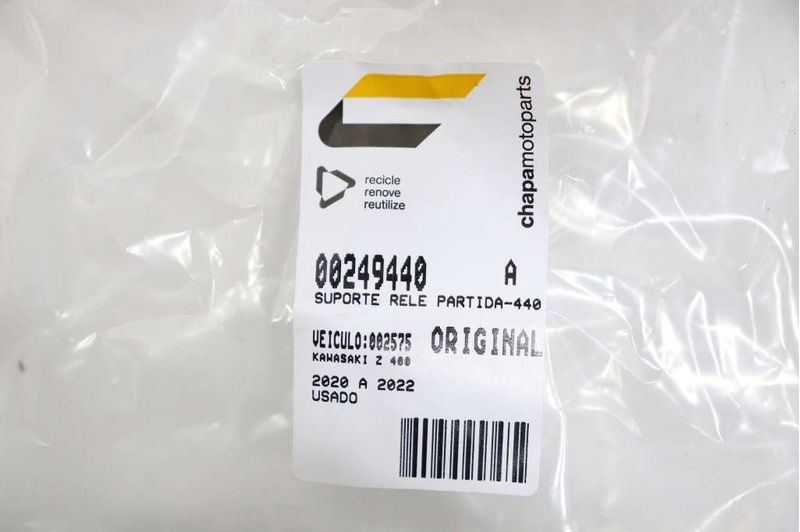 chapamotoparts
recicle
renove
reutilize
00249440 A
SUPORTE RELE PARTIDA-440
VEICULO:002575 ORIGINAL
KAWASAKI Z 400
2020 A 2022
USADO